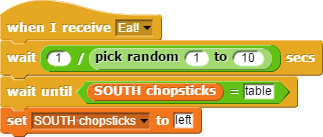 when I receive Eat!
wait 1 / pick random 1 to 10 secs
wait until SOUTH chopsticks = table
set SOUTH chopsticks to left